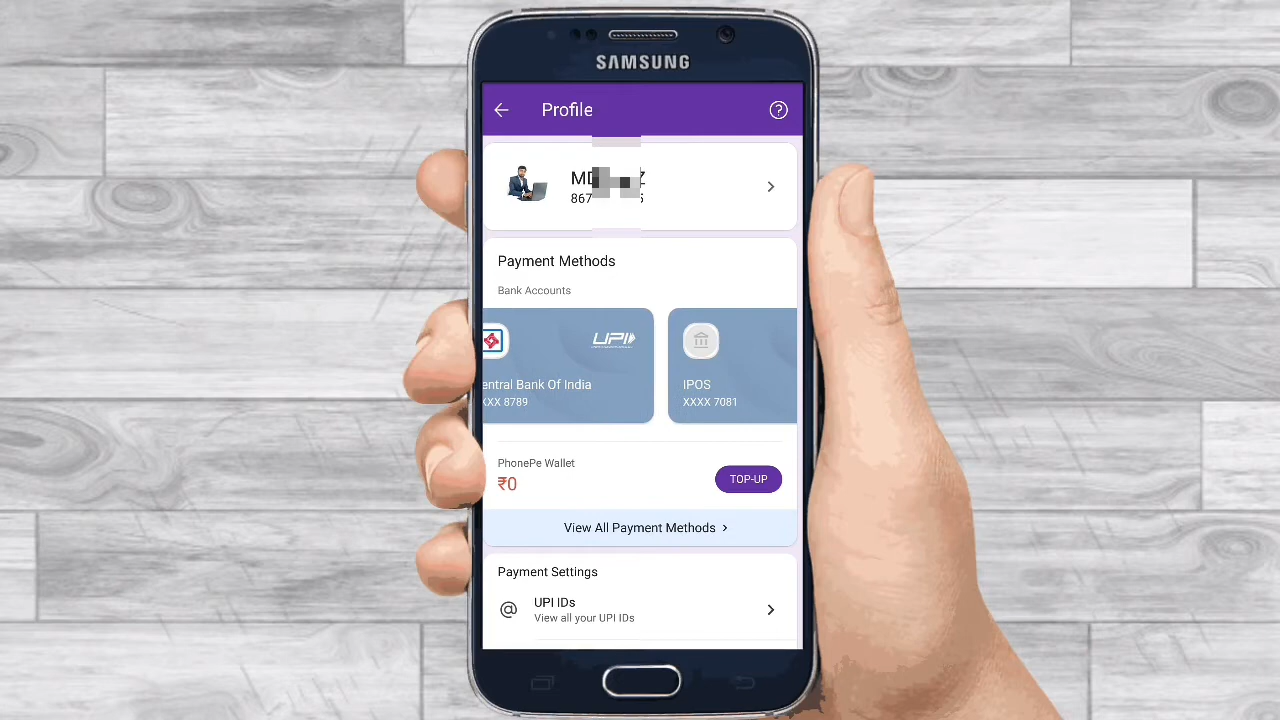 SAMSUNG
Profile
867
Payment Methods
Bank Accounts
UPI
entral Bank Of India
XXX 8789
IPOS
XXXX 7081
PhonePe Wallet
₹0
TOP-UP
View All Payment Methods
Payment Settings
@ UPI IDs
View all your UPI IDs